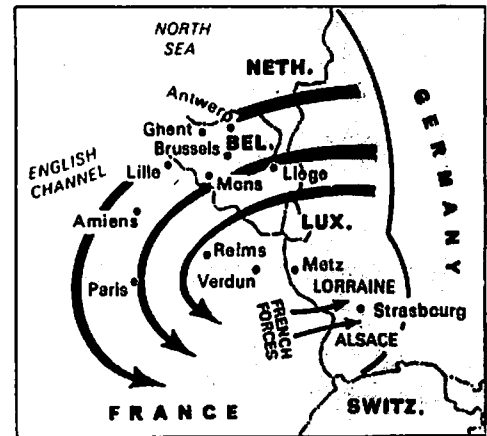 NORTH
SEA
NETH.
Antwerp
Ghent
BEL.
Brussels
ENGLISH
CHANNEL
Lille
Mons
Liège
Amiens
LUX.
Reims
Metz
Verdun
Paris
LORRAINE
Strasbourg
FRENCH
FORCES
ALSACE
GERMANY
FRANCE
SWITZ.